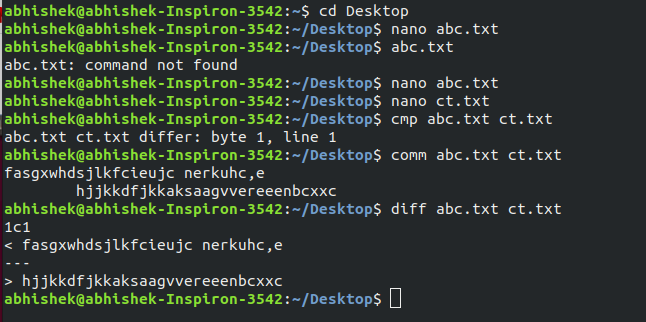 abhishek@abhishek-Inspiron-3542:~$ cd Desktop
abhishek@abhishek-Inspiron-3542:~/Desktop$ nano abc.txt
abhishek@abhishek-Inspiron-3542:~/Desktop$ abc.txt
abc.txt: command not found
abhishek@abhishek-Inspiron-3542:~/Desktop$ nano abc.txt
abhishek@abhishek-Inspiron-3542:~/Desktop$ nano ct.txt
abhishek@abhishek-Inspiron-3542:~/Desktop$ cmp abc.txt ct.txt
abc.txt ct.txt differ: byte 1, line 1
abhishek@abhishek-Inspiron-3542:~/Desktop$ comm abc.txt ct.txt
fasgxwhdsjlkfcieujc nerkuhc,e
        hjjkkdfjkkaksaagvvereeenbcxxc
abhishek@abhishek-Inspiron-3542:~/Desktop$ diff abc.txt ct.txt
1c1
< fasgxwhdsjlkfcieujc nerkuhc,e
---
> hjjkkdfjkkaksaagvvereeenbcxxc
abhishek@abhishek-Inspiron-3542:~/Desktop$